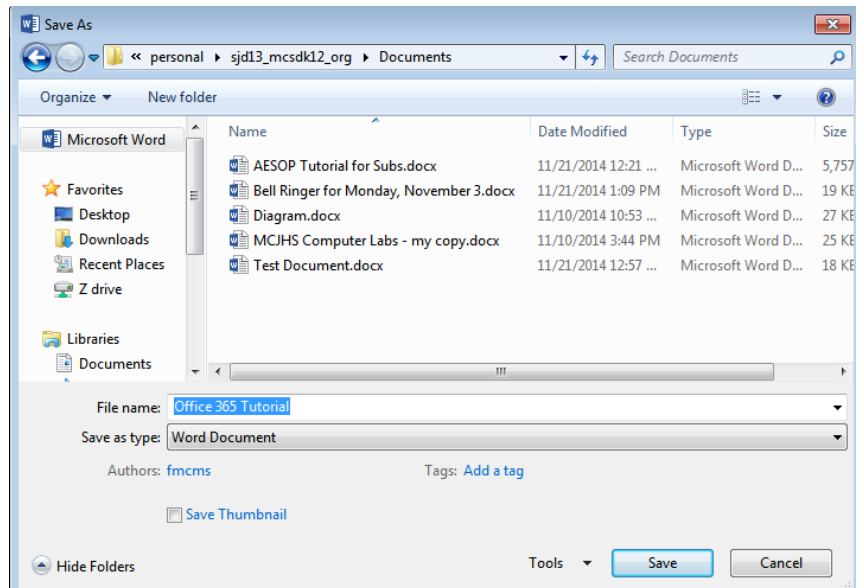 Save As
« personal ▸ sjd13_mcsdk12_org ▸ Documents Search Documents
Organize New folder
Microsoft Word
Favorites
Desktop
Downloads
Recent Places
Z drive
Libraries
Documents
Name Date Modified Type Size
AESOP Tutorial for Subs.docx 11/21/2014 12:21 ... Microsoft Word D... 5,757
Bell Ringer for Monday, November 3.docx 11/21/2014 1:09 PM Microsoft Word D... 19 KB
Diagram.docx 11/10/2014 10:53 ... Microsoft Word D... 27 KB
MCJHS Computer Labs - my copy.docx 11/10/2014 3:44 PM Microsoft Word D... 25 KB
Test Document.docx 11/21/2014 12:57 ... Microsoft Word D... 18 KB
File name: Office 365 Tutorial
Save as type: Word Document
Authors: fmcms Tags: Add a tag
Save Thumbnail
Hide Folders Tools Save Cancel